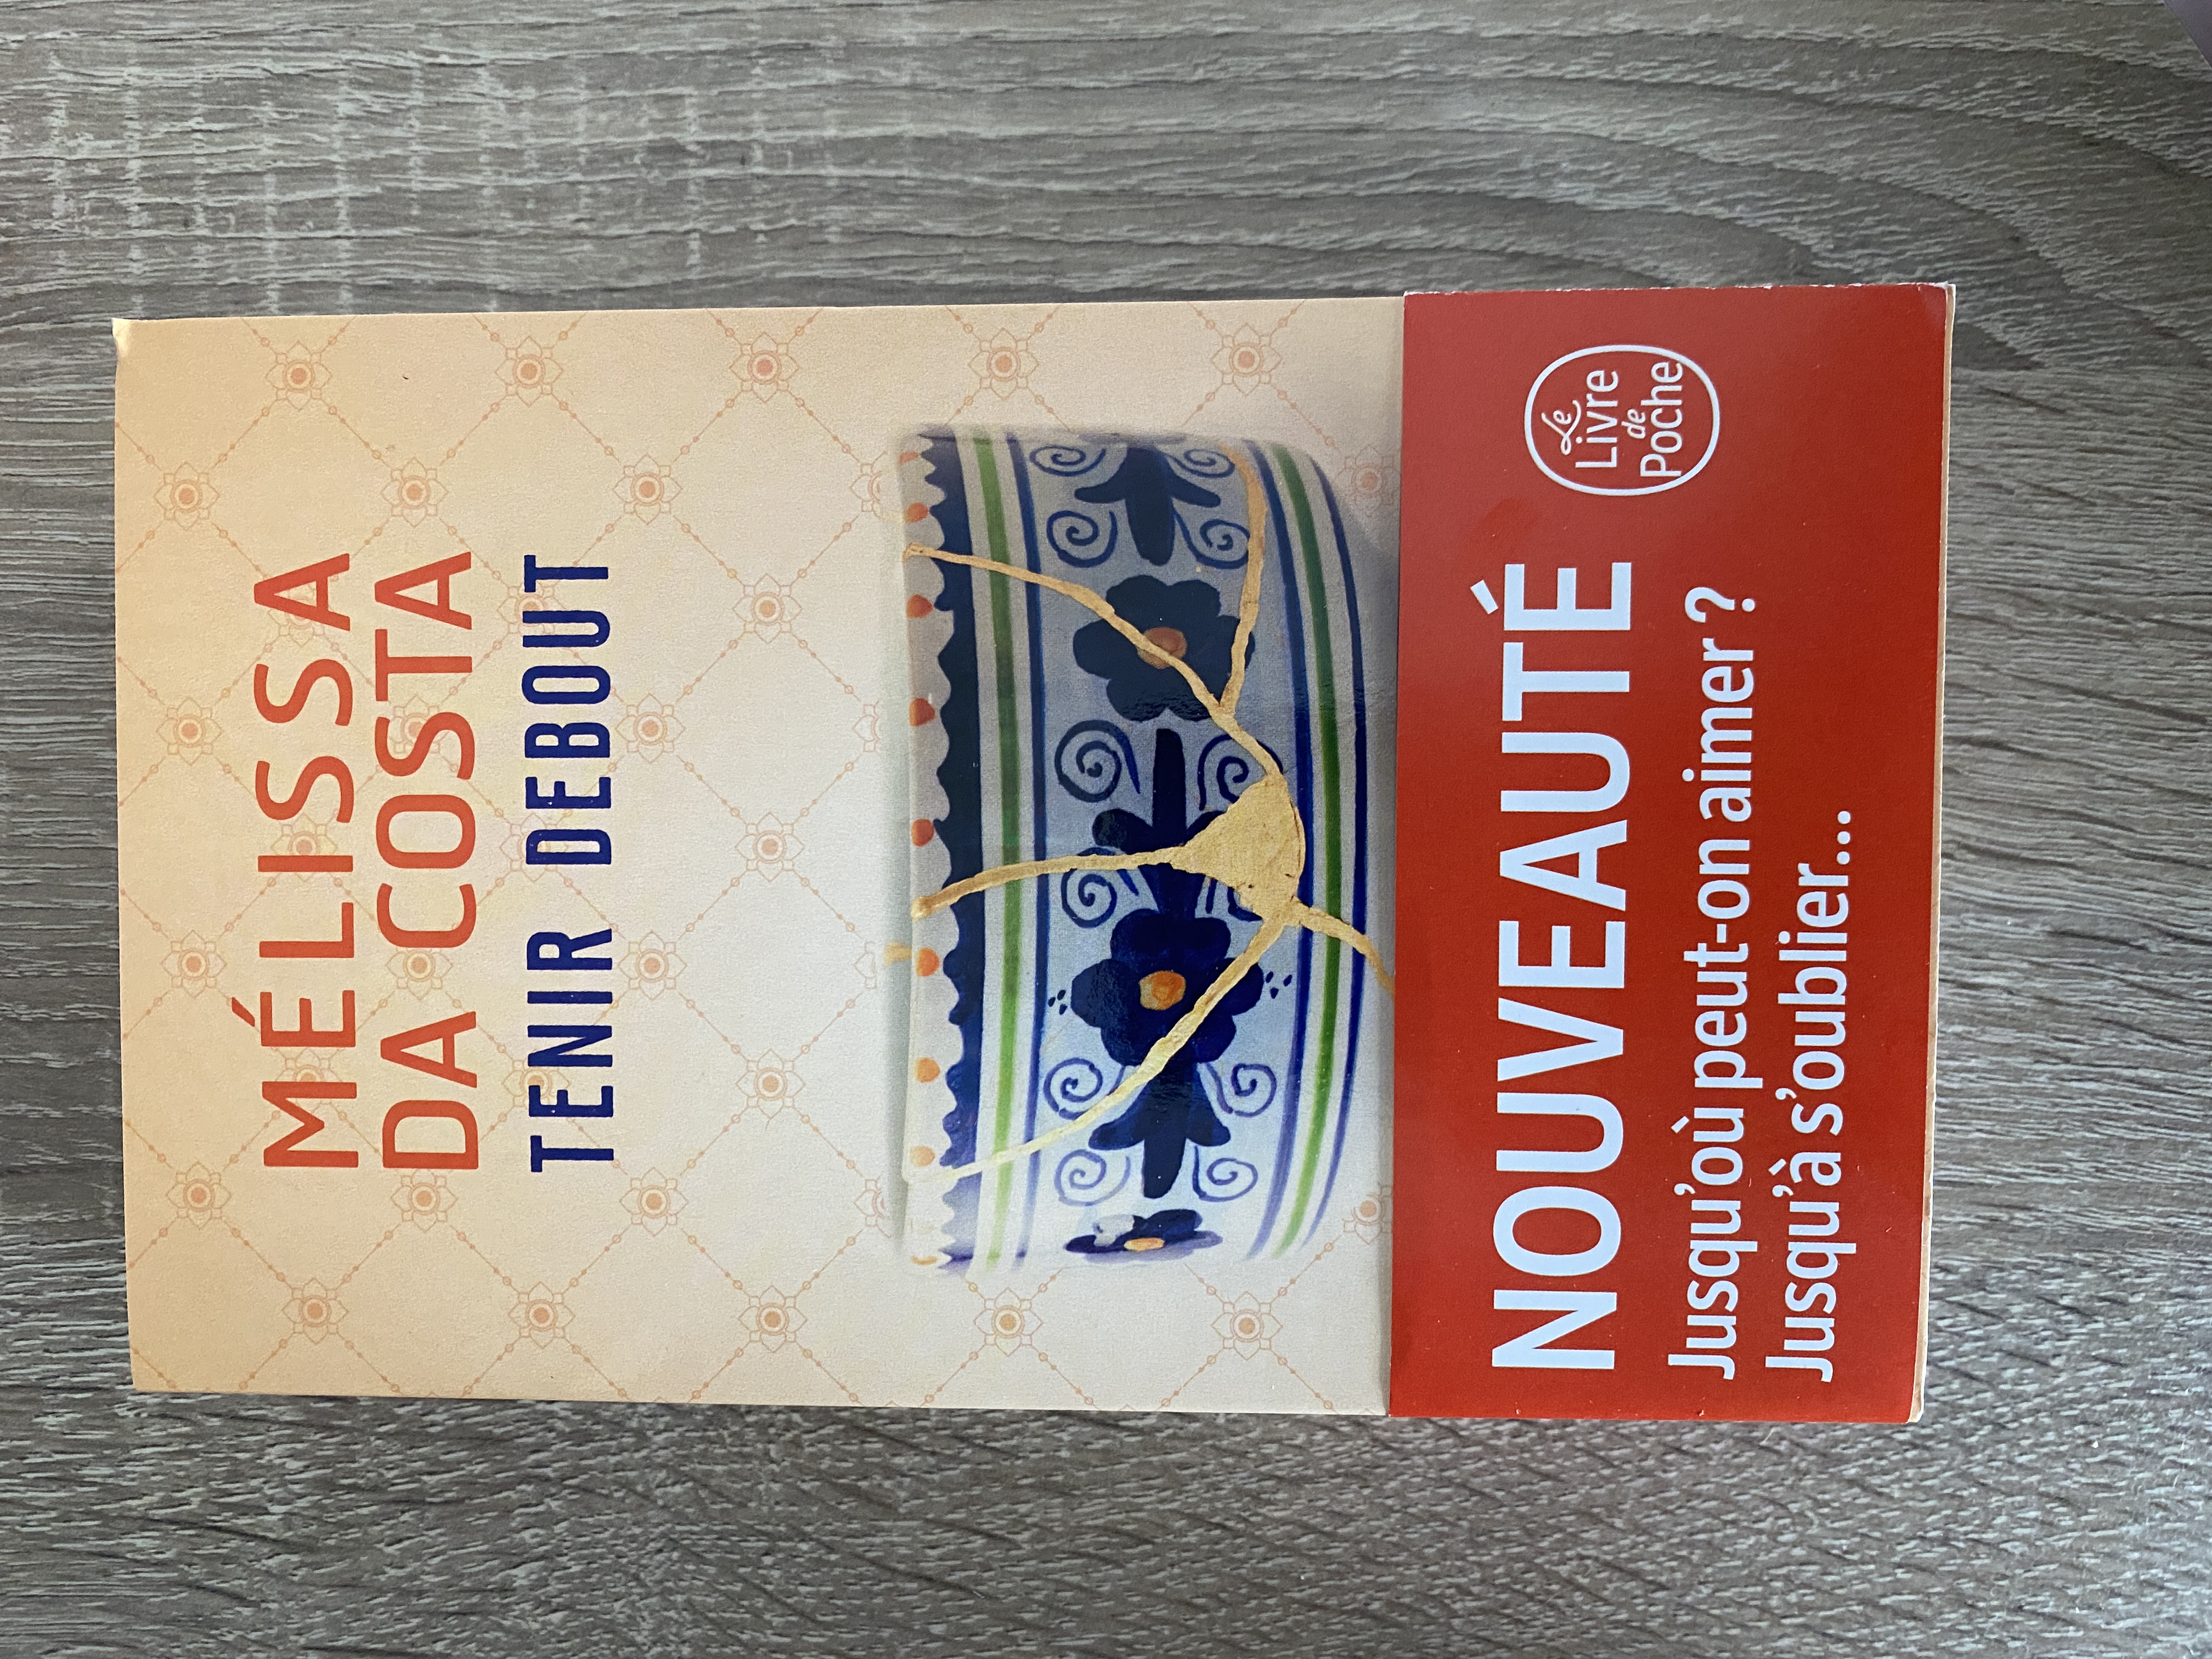 MÉLISSA
DA COSTA
TENIR DEBOUT
NOUVEAUTÉ
Jusqu'où peut-on aimer ?
Jusqu'à s'oublier...
Le
Livre
de
Poche